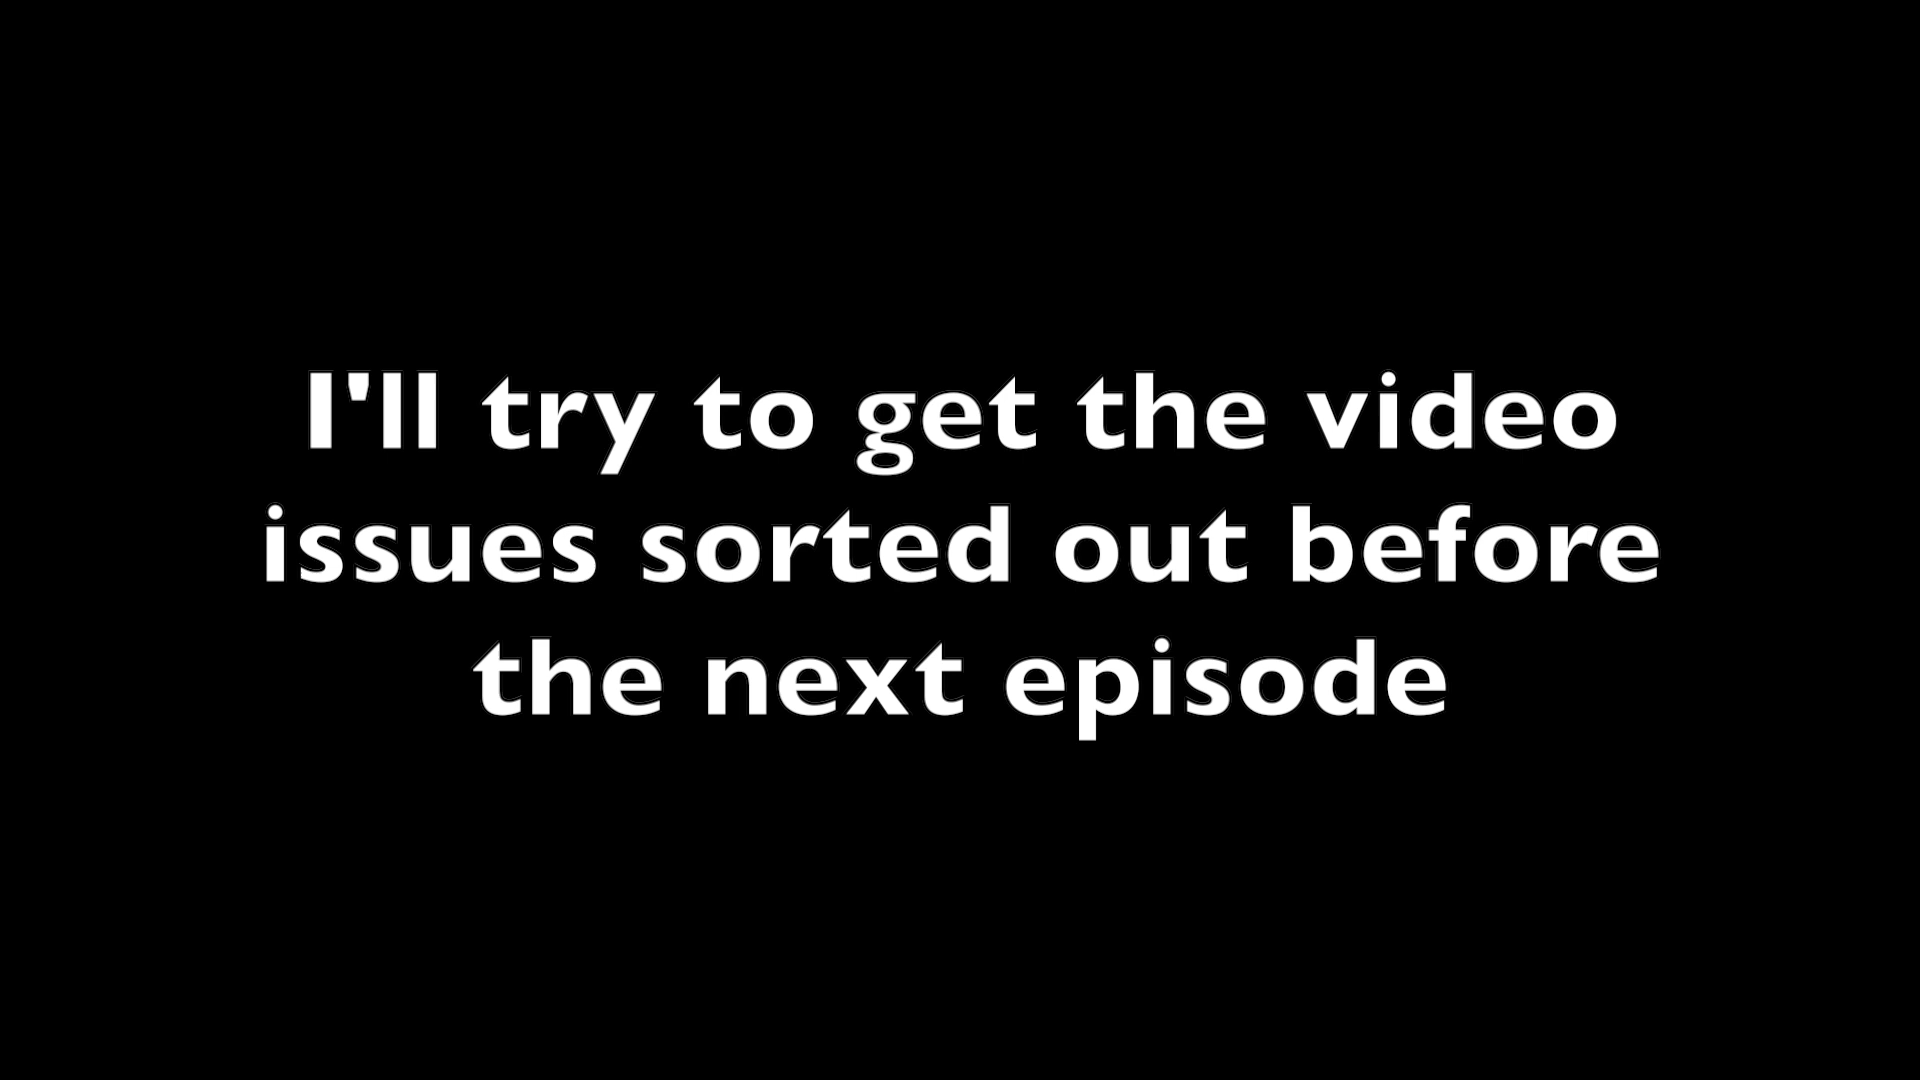 I'll try to get the video
issues sorted out before
the next episode